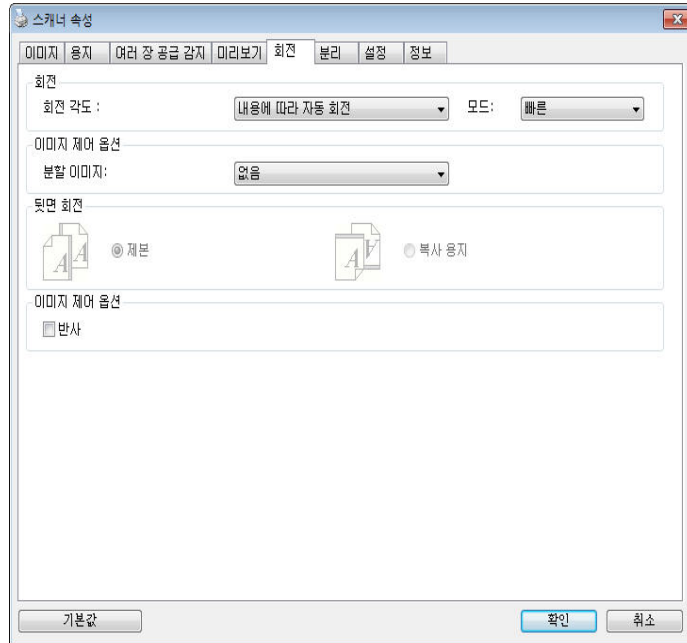 스캐너 속성
이미지 용지 여러 장 공급 감지 미리보기 회전 분리 설정 정보
회전
회전 각도 : 내용에 따라 자동 회전 모드: 빠른
이미지 제어 옵션
분할 이미지: 없음
뒷면 회전
A A 제본 A A 복사 용지
이미지 제어 옵션
반사
기본값 확인 취소